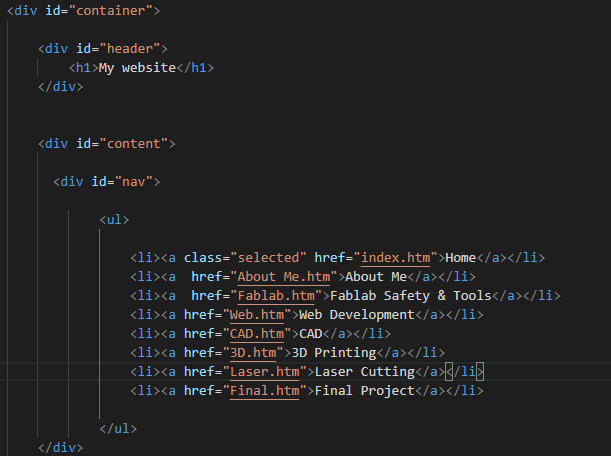 <div id="container">
<div id="header">
<h1>My website</h1>
</div>
<div id="content">
<div id="nav">
<ul>
<li><a class="selected" href="index.htm">Home</a></li>
<li><a  href="About Me.htm">About Me</a></li>
<li><a  href="Fablab.htm">Fablab Safety & Tools</a></li>
<li><a href="Web.htm">Web Development</a></li>
<li><a href="CAD.htm">CAD</a></li>
<li><a href="3D.htm">3D Printing</a></li>
<li><a href="Laser.htm">Laser Cutting</a></li>
<li><a href="Final.htm">Final Project</a></li>
</ul>
</div>